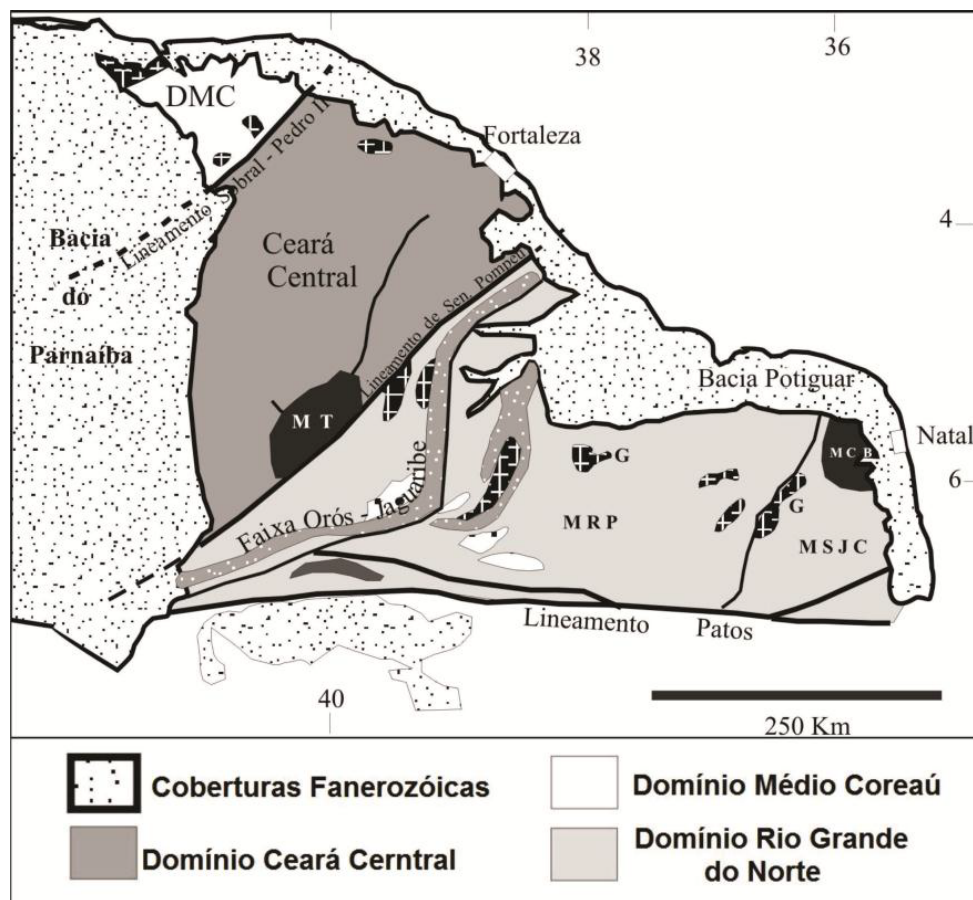 38
36
DMC
Fortaleza
Lineamento Sobral - Pedro II
4
Bacia
do
Parnaíba
Ceará
Central
Lineamento de Sen. Pompeu
Bacia Potiguar
M T
Natal
M C B
G
6
Faixa Orós - Jaguaribe
M R P
G
M S J C
Lineamento Patos
40
250 Km
Coberturas Fanerozóicas
Domínio Médio Coreaú
Domínio Ceará Cerntral
Domínio Rio Grande
do Norte